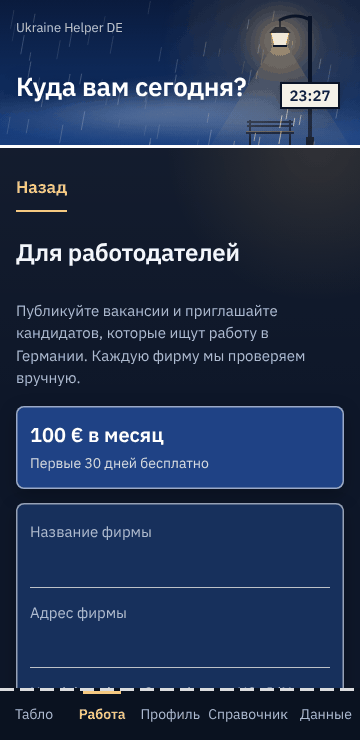 Ukraine Helper DE
Куда вам сегодня?
23:27
Назад
Для работодателей
Публикуйте вакансии и приглашайте
кандидатов, которые ищут работу в
Германии. Каждую фирму мы проверяем
вручную.
100 € в месяц
Первые 30 дней бесплатно
Название фирмы
Адрес фирмы
Табло Работа Профиль Справочник Данные